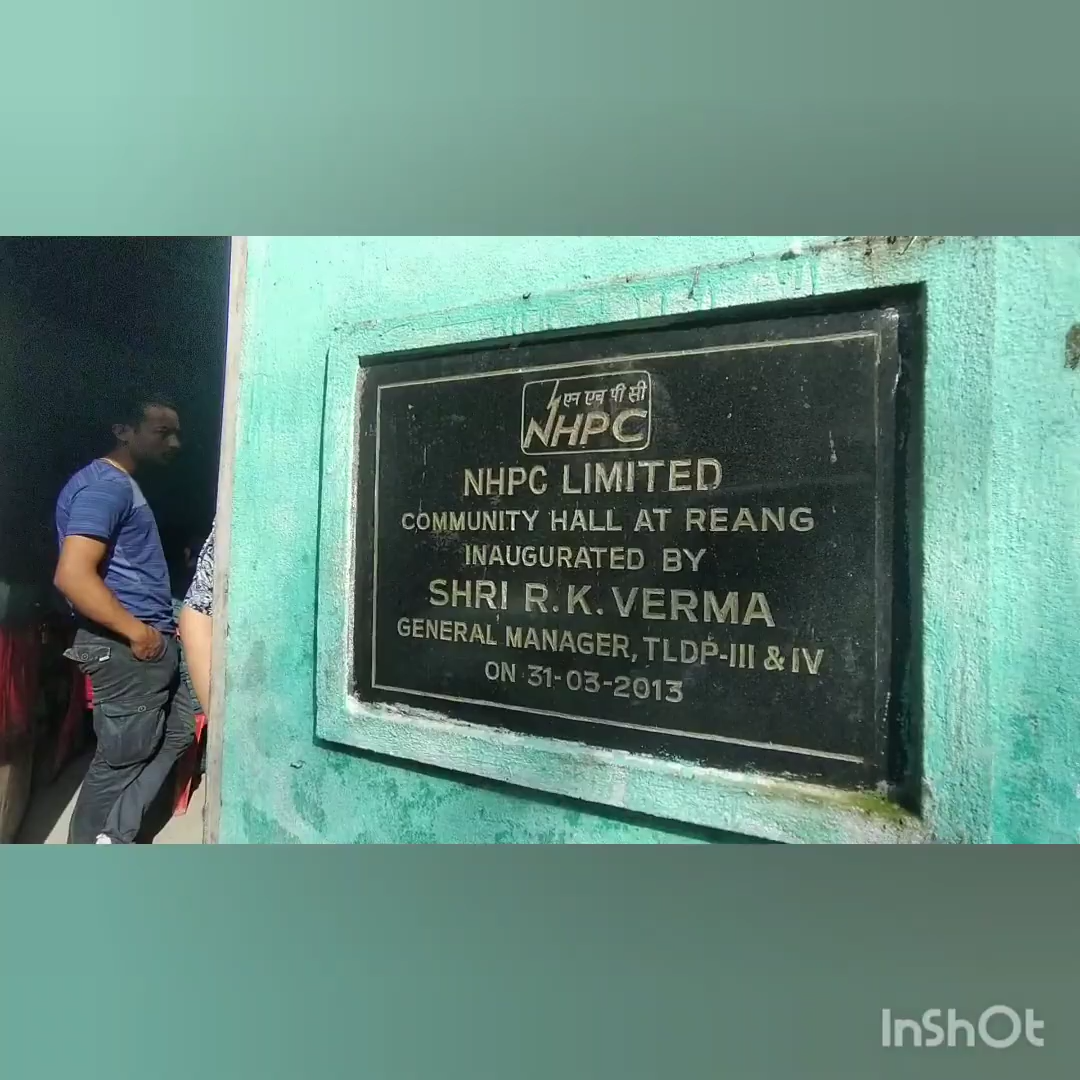 एन एच पी सी
NHPC
NHPC LIMITED
COMMUNITY HALL AT REANG
INAUGURATED BY
SHRI R.K.VERMA
GENERAL MANAGER, TLDP-III & IV
ON 31-03-2013
InShOt